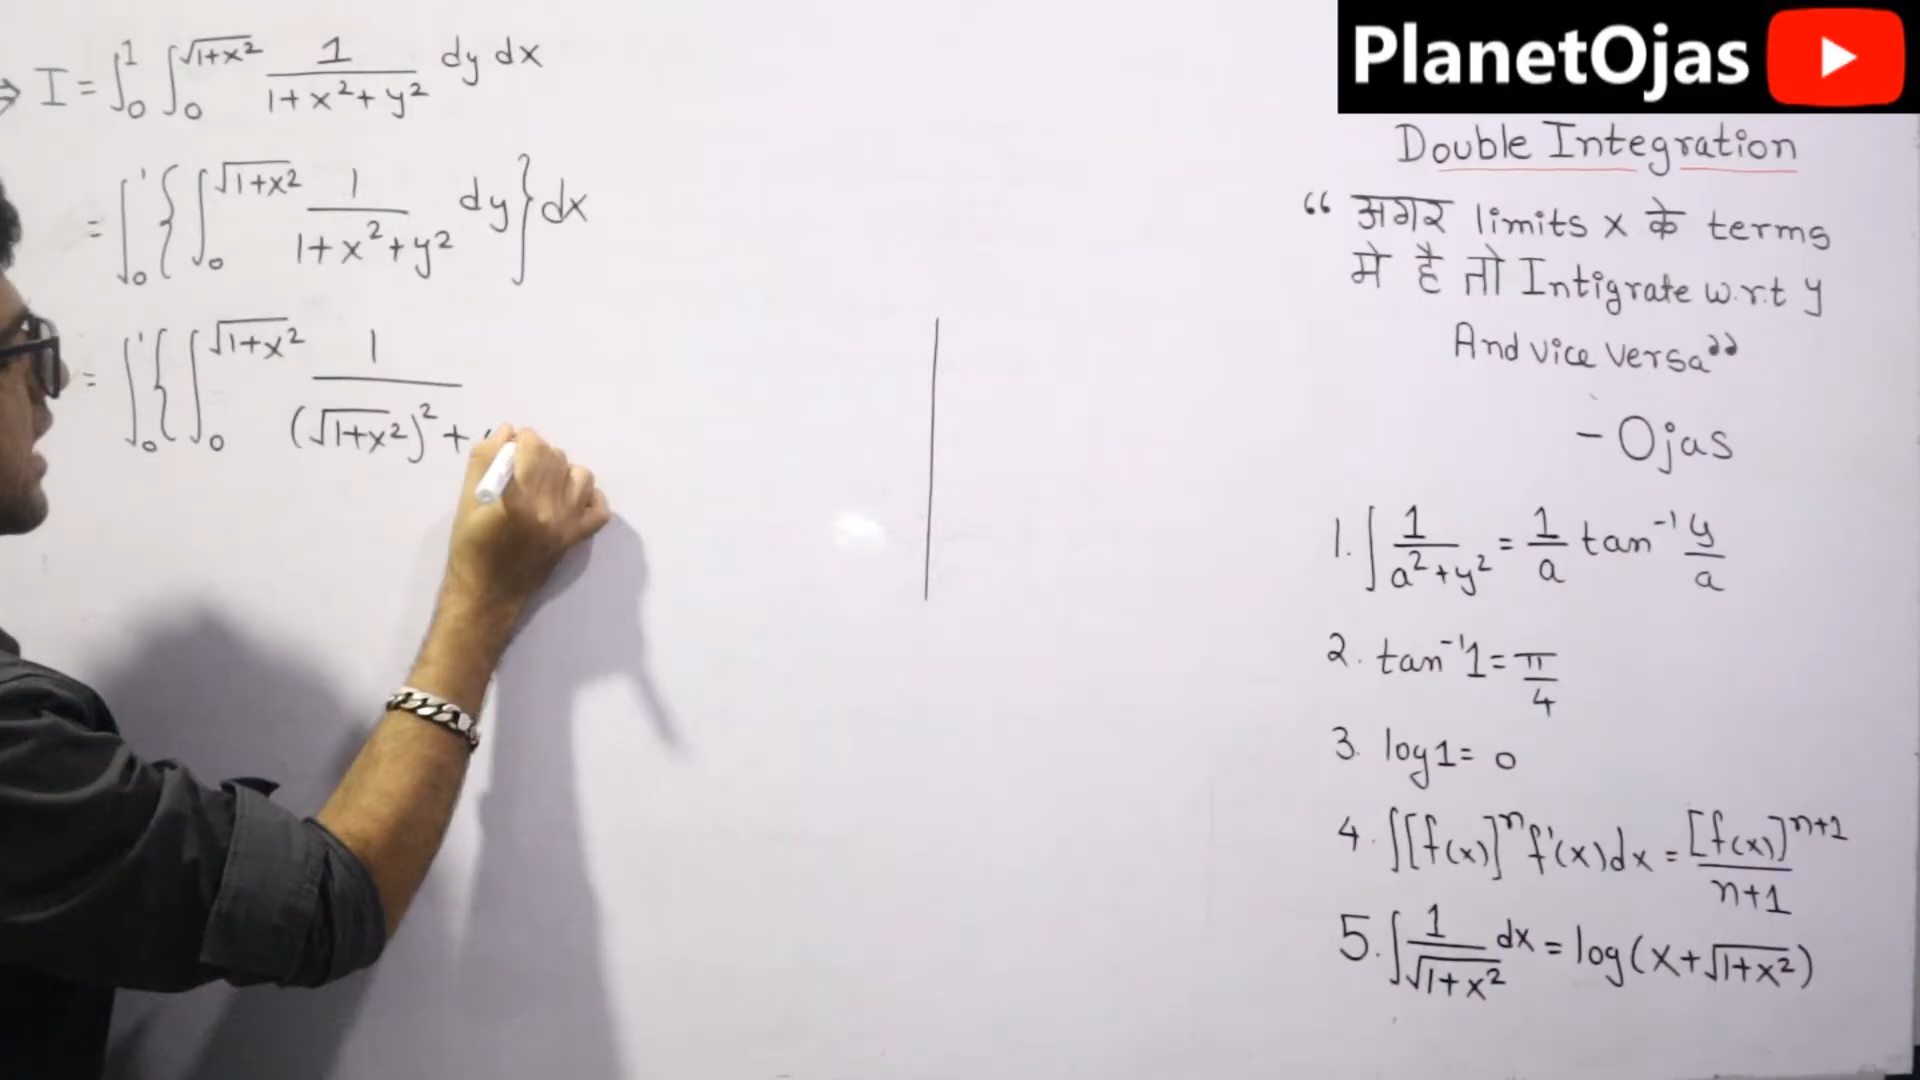 ⇒ I = ∫₀¹ ∫₀^√(1+x²) 1/(1+x²+y²) dy dx
= ∫₀¹ { ∫₀^√(1+x²) 1/(1+x²+y²) dy } dx
= ∫₀¹ { ∫₀^√(1+x²) 1/((√(1+x²))² +
PlanetOjas
Double Integration
“ अगर limits x के terms
मे है तो Intigrate w.r.t y
And vice versa”
- Ojas
1. ∫ 1/(a²+y²) = 1/a tan⁻¹ y/a
2. tan⁻¹1 = π/4
3. log1 = 0
4. ∫[f(x)]ⁿ f'(x)dx = [f(x)]ⁿ⁺¹/(n+1)
5. ∫ 1/√(1+x²) dx = log(x+√(1+x²))